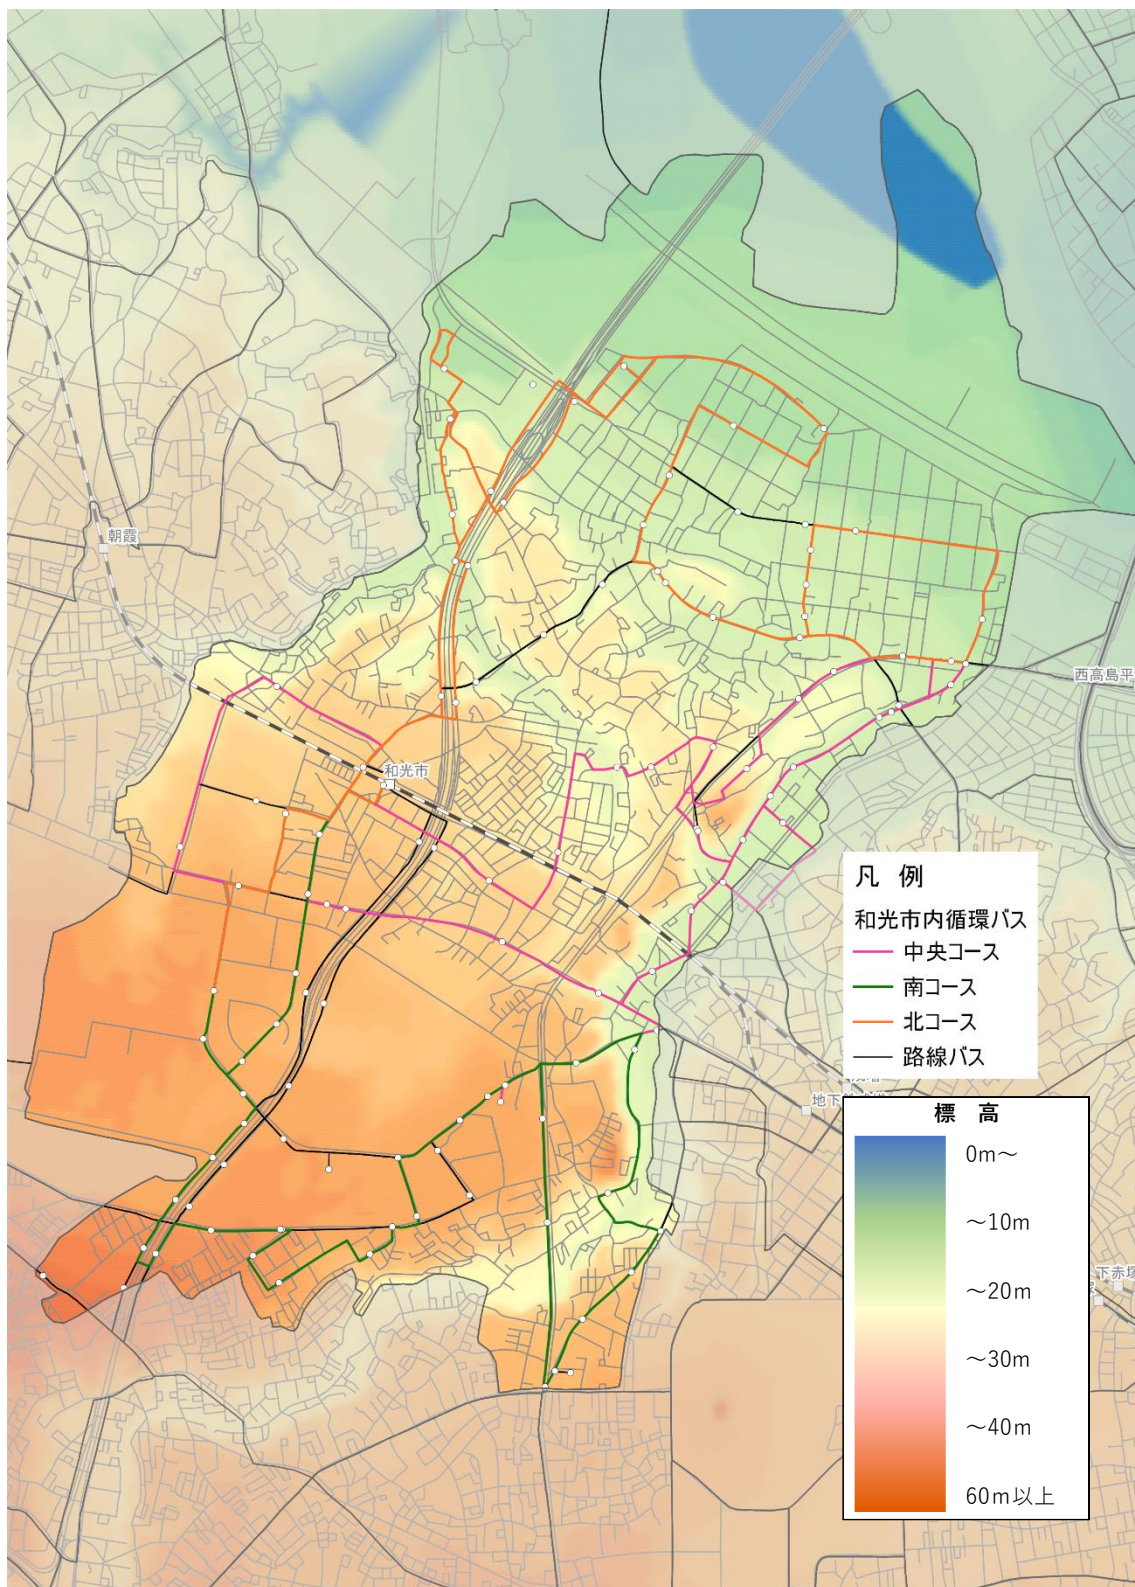 朝霞
西高島平
和光市
凡 例
和光市内循環バス
中央コース
南コース
北コース
路線バス
地下
標 高
0m～
～10m
～20m
～30m
～40m
60m以上
下赤塚